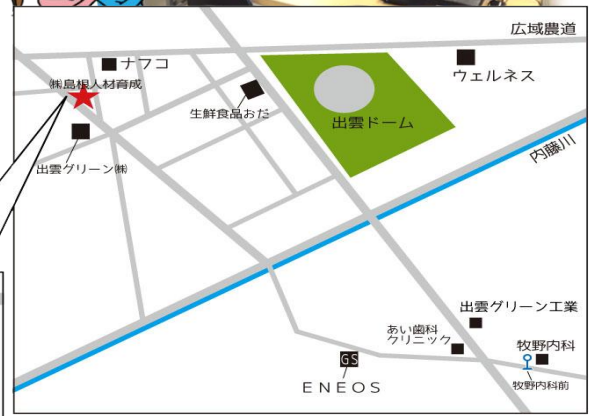 広域農道
ナフコ
ウェルネス
㈱島根人材育成
生鮮食品おだ
出雲ドーム
内藤川
出雲グリーン㈱
出雲グリーン工業
あい歯科
クリニック
牧野内科
GS
ENEOS
牧野内科前